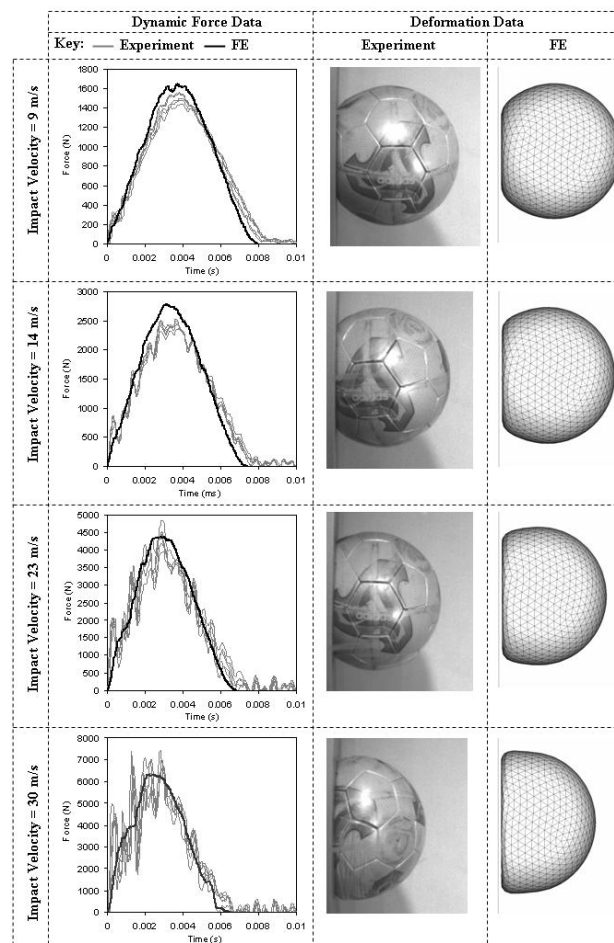 Dynamic Force Data
Deformation Data
Key: Experiment FE
Experiment
FE
Impact Velocity = 9 m/s
Force (N)
1800
1600
1400
1200
1000
800
600
400
200
0
0 0.002 0.004 0.006 0.008 0.01
Time (s)
Impact Velocity = 14 m/s
Force (N)
3000
2500
2000
1500
1000
500
0
0 0.002 0.004 0.006 0.008 0.01
Time (ms)
Impact Velocity = 23 m/s
Force (N)
5000
4500
4000
3500
3000
2500
2000
1500
1000
500
0
0 0.002 0.004 0.006 0.008 0.01
Time (s)
Impact Velocity = 30 m/s
Force (N)
8000
7000
6000
5000
4000
3000
2000
1000
0
0 0.002 0.004 0.006 0.008 0.01
Time (s)